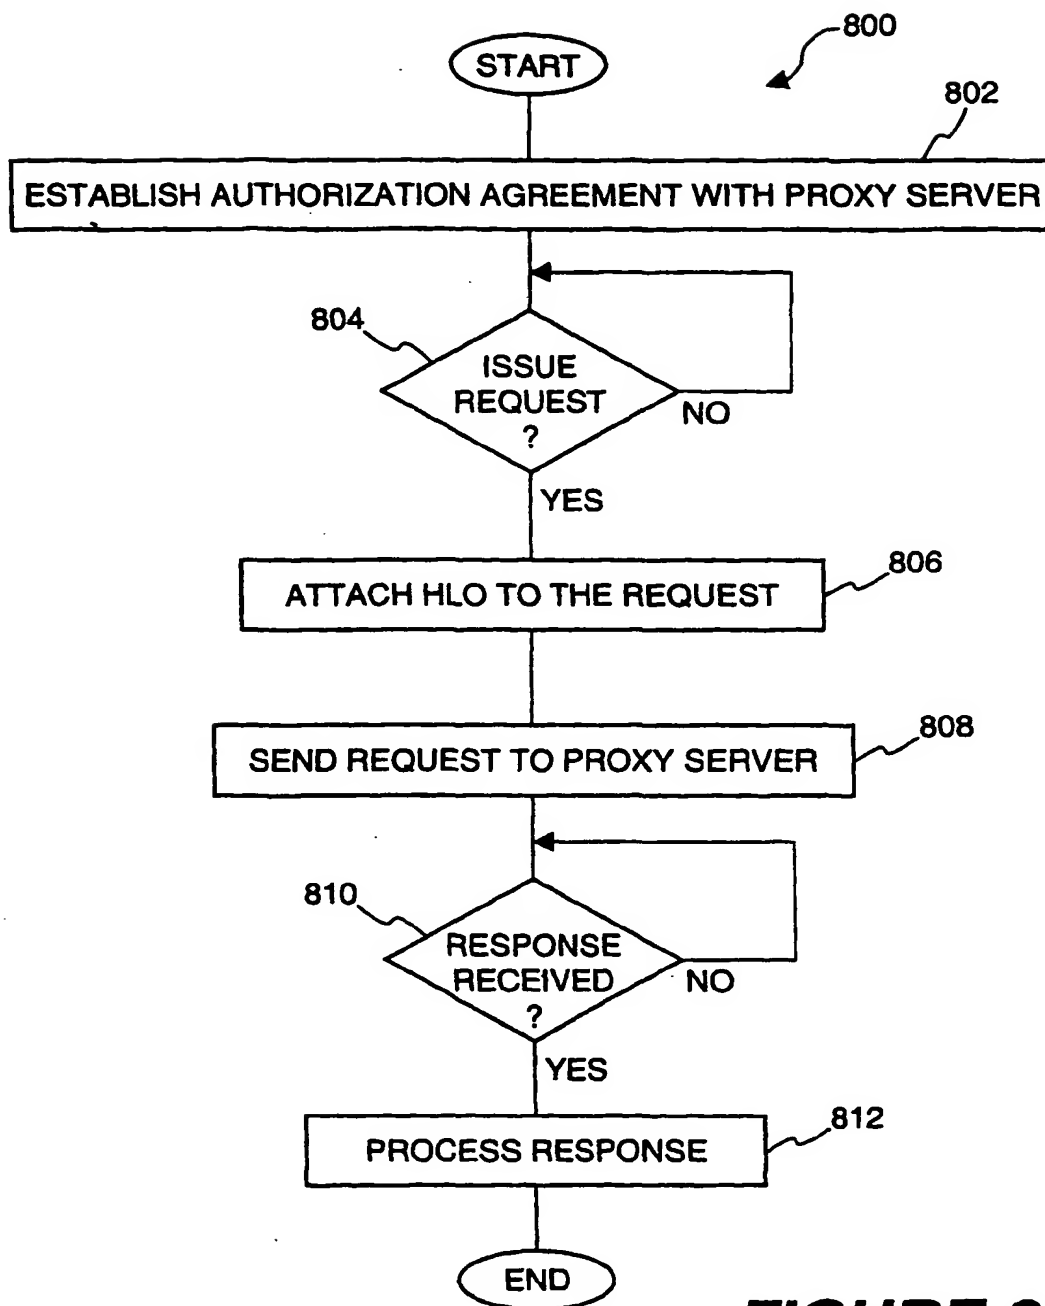 800
START
802
ESTABLISH AUTHORIZATION AGREEMENT WITH PROXY SERVER
804
ISSUE
REQUEST
?
NO
YES
806
ATTACH HLO TO THE REQUEST
808
SEND REQUEST TO PROXY SERVER
810
RESPONSE
RECEIVED
?
NO
YES
812
PROCESS RESPONSE
END
FIGURE